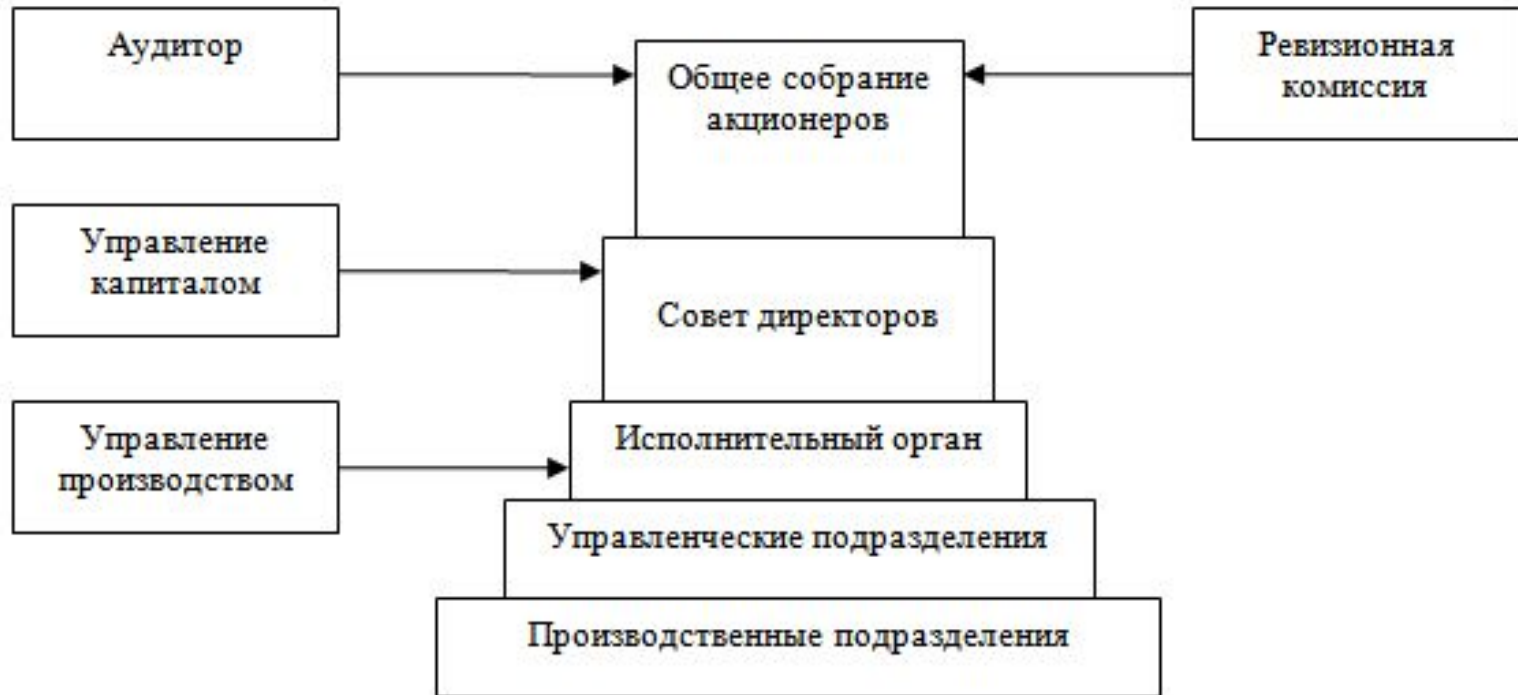 Аудитор
Общее собрание
акционеров
Ревизионная
комиссия
Управление
капиталом
Совет директоров
Управление
производством
Исполнительный орган
Управленческие подразделения
Производственные подразделения